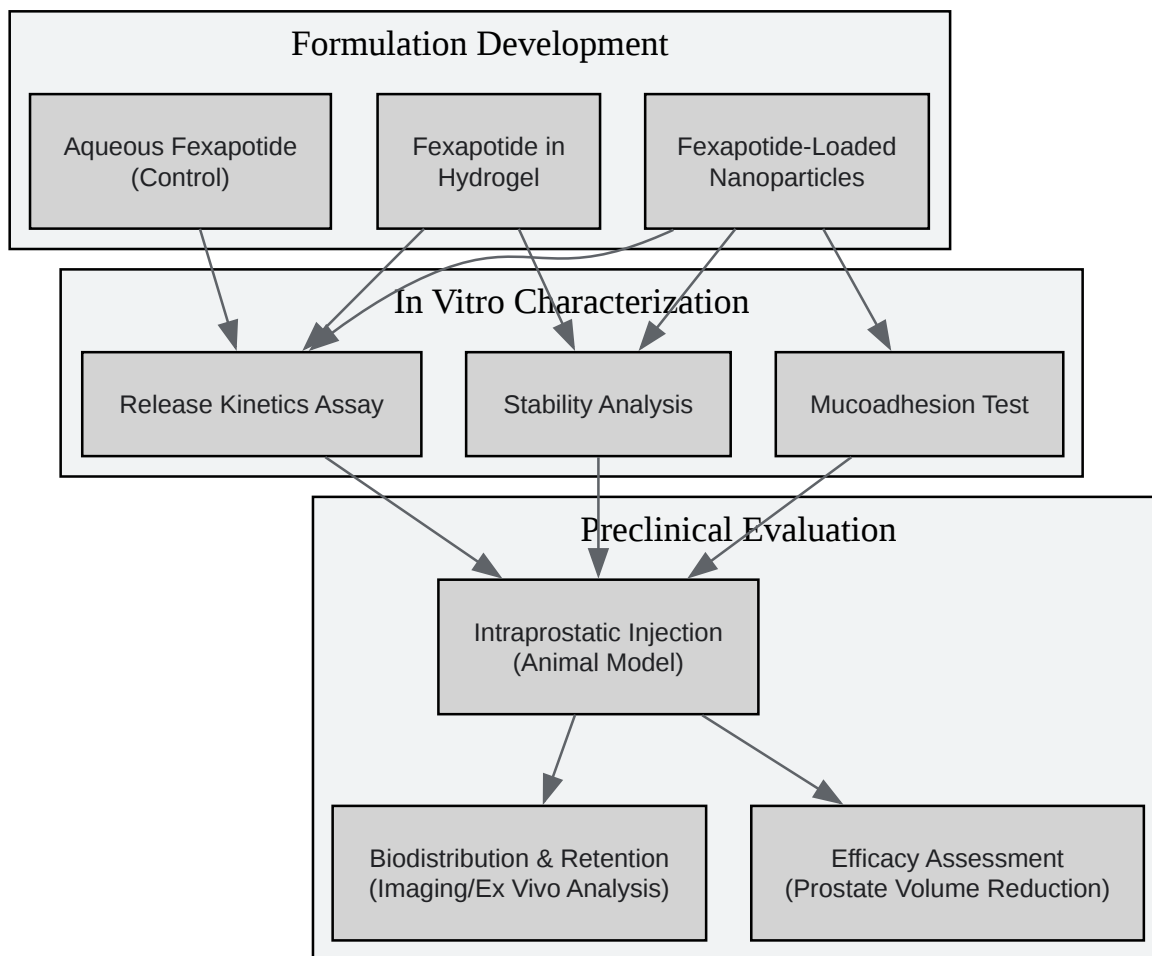 Formulation Development
Aqueous Fexapotide
(Control)
Fexapotide in
Hydrogel
Fexapotide-Loaded
Nanoparticles
In Vitro Characterization
Release Kinetics Assay
Stability Analysis
Mucoadhesion Test
Preclinical Evaluation
Intraprostatic Injection
(Animal Model)
Biodistribution & Retention
(Imaging/Ex Vivo Analysis)
Efficacy Assessment
(Prostate Volume Reduction)